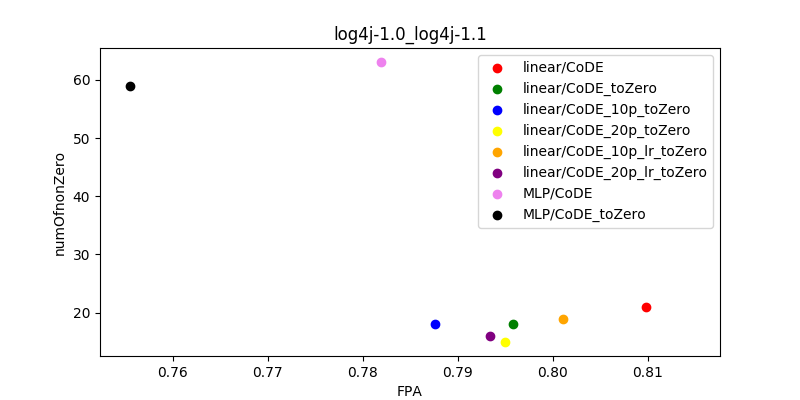 log4j-1.0_log4j-1.1
numOfnonZero
60
50
40
30
20
linear/CoDE
linear/CoDE_toZero
linear/CoDE_10p_toZero
linear/CoDE_20p_toZero
linear/CoDE_10p_lr_toZero
linear/CoDE_20p_lr_toZero
MLP/CoDE
MLP/CoDE_toZero
0.76 0.77 0.78 0.79 0.80 0.81
FPA